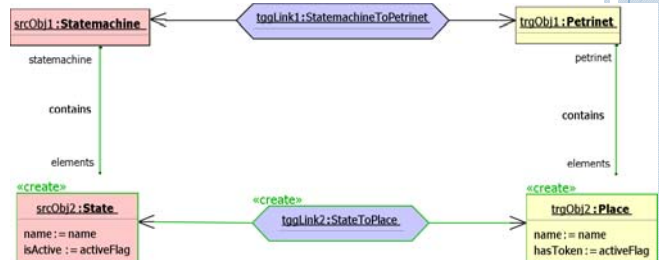 srcObj1:Statemachine
tggLink1:StatemachineToPetrinet
trgObj1:Petrinet
statemachine
petrinet
contains
contains
elements
elements
«create»
«create»
«create»
srcObj2:State
tggLink2:StateToPlace
trgObj2:Place
name := name
isActive := activeFlag
name := name
hasToken := activeFlag